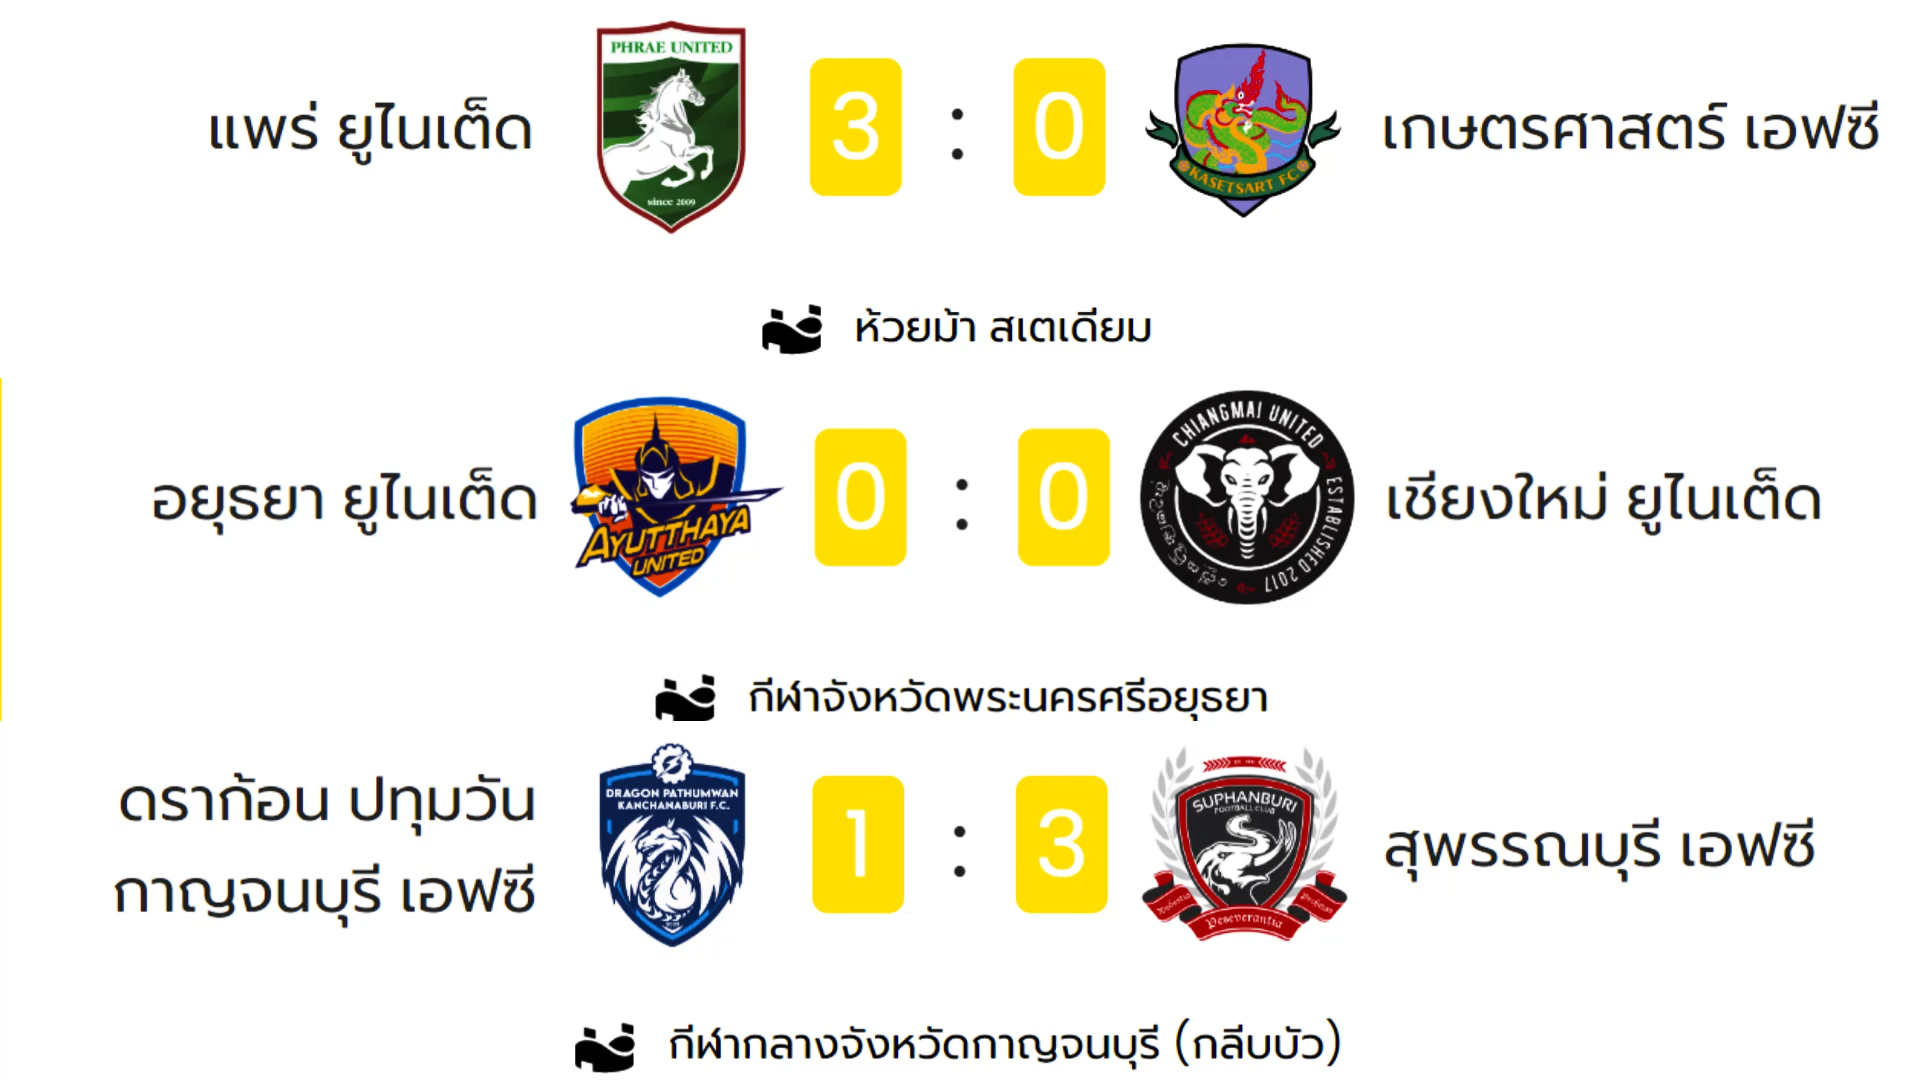 แพร่ ยูไนเต็ด
PHRAE UNITED
since 2009
3 : 0
KASETSART FC
เกษตรศาสตร์ เอฟซี
ห้วยม้า สเตเดียม
อยุธยา ยูไนเต็ด
AYUTTHAYA
UNITED
0 : 0
CHIANGMAI UNITED
ESTABLISHED 2017
เชียงใหม่ ยูไนเต็ด
กีฬาจังหวัดพระนครศรีอยุธยา
ดราก้อน ปทุมวัน
กาญจนบุรี เอฟซี
DRAGON PATHUMWAN
KANCHANABURI F.C.
1 : 3
SUPHANBURI
FOOTBALL CLUB
Peseverantia
สุพรรณบุรี เอฟซี
กีฬากลางจังหวัดกาญจนบุรี (กลีบบัว)